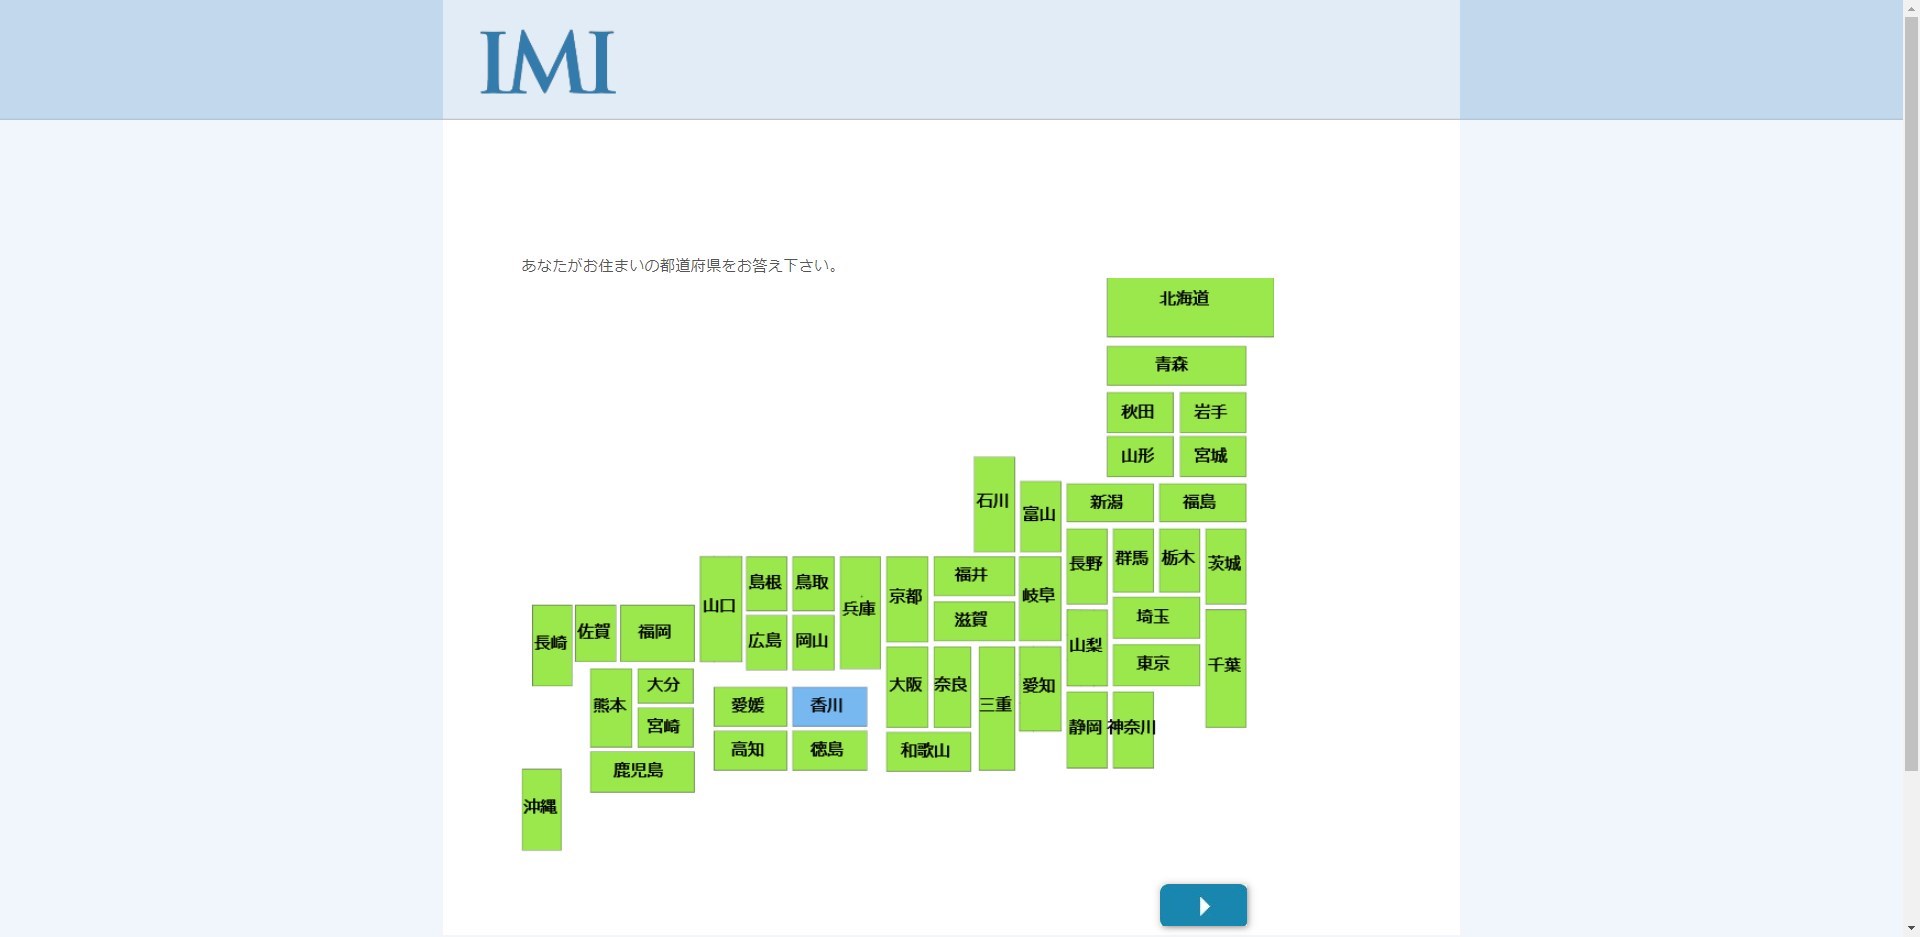 IMI
あなたがお住まいの都道府県をお答え下さい。
北海道
青森
秋田
岩手
山形
宮城
石川
富山
新潟
福島
長野
群馬
栃木
茨城
山口
島根
鳥取
兵庫
京都
福井
岐阜
滋賀
埼玉
長崎
佐賀
福岡
広島
岡山
山梨
東京
千葉
大阪
奈良
三重
愛知
熊本
大分
愛媛
香川
宮崎
静岡
神奈川
高知
徳島
和歌山
鹿児島
沖縄